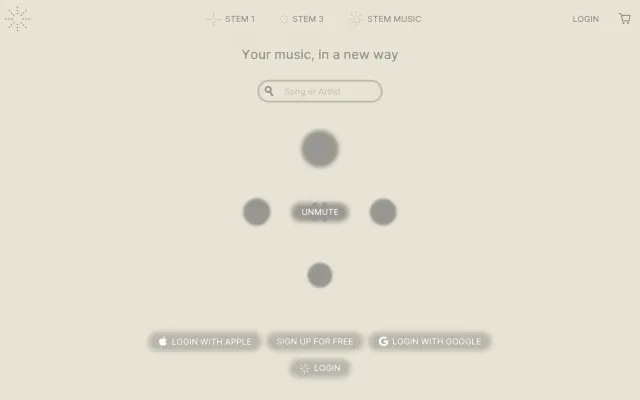 STEM 1 STEM 3 STEM MUSIC LOGIN
Your music, in a new way
Song or Artist
UNMUTE
LOGIN WITH APPLE SIGN UP FOR FREE LOGIN WITH GOOGLE
LOGIN